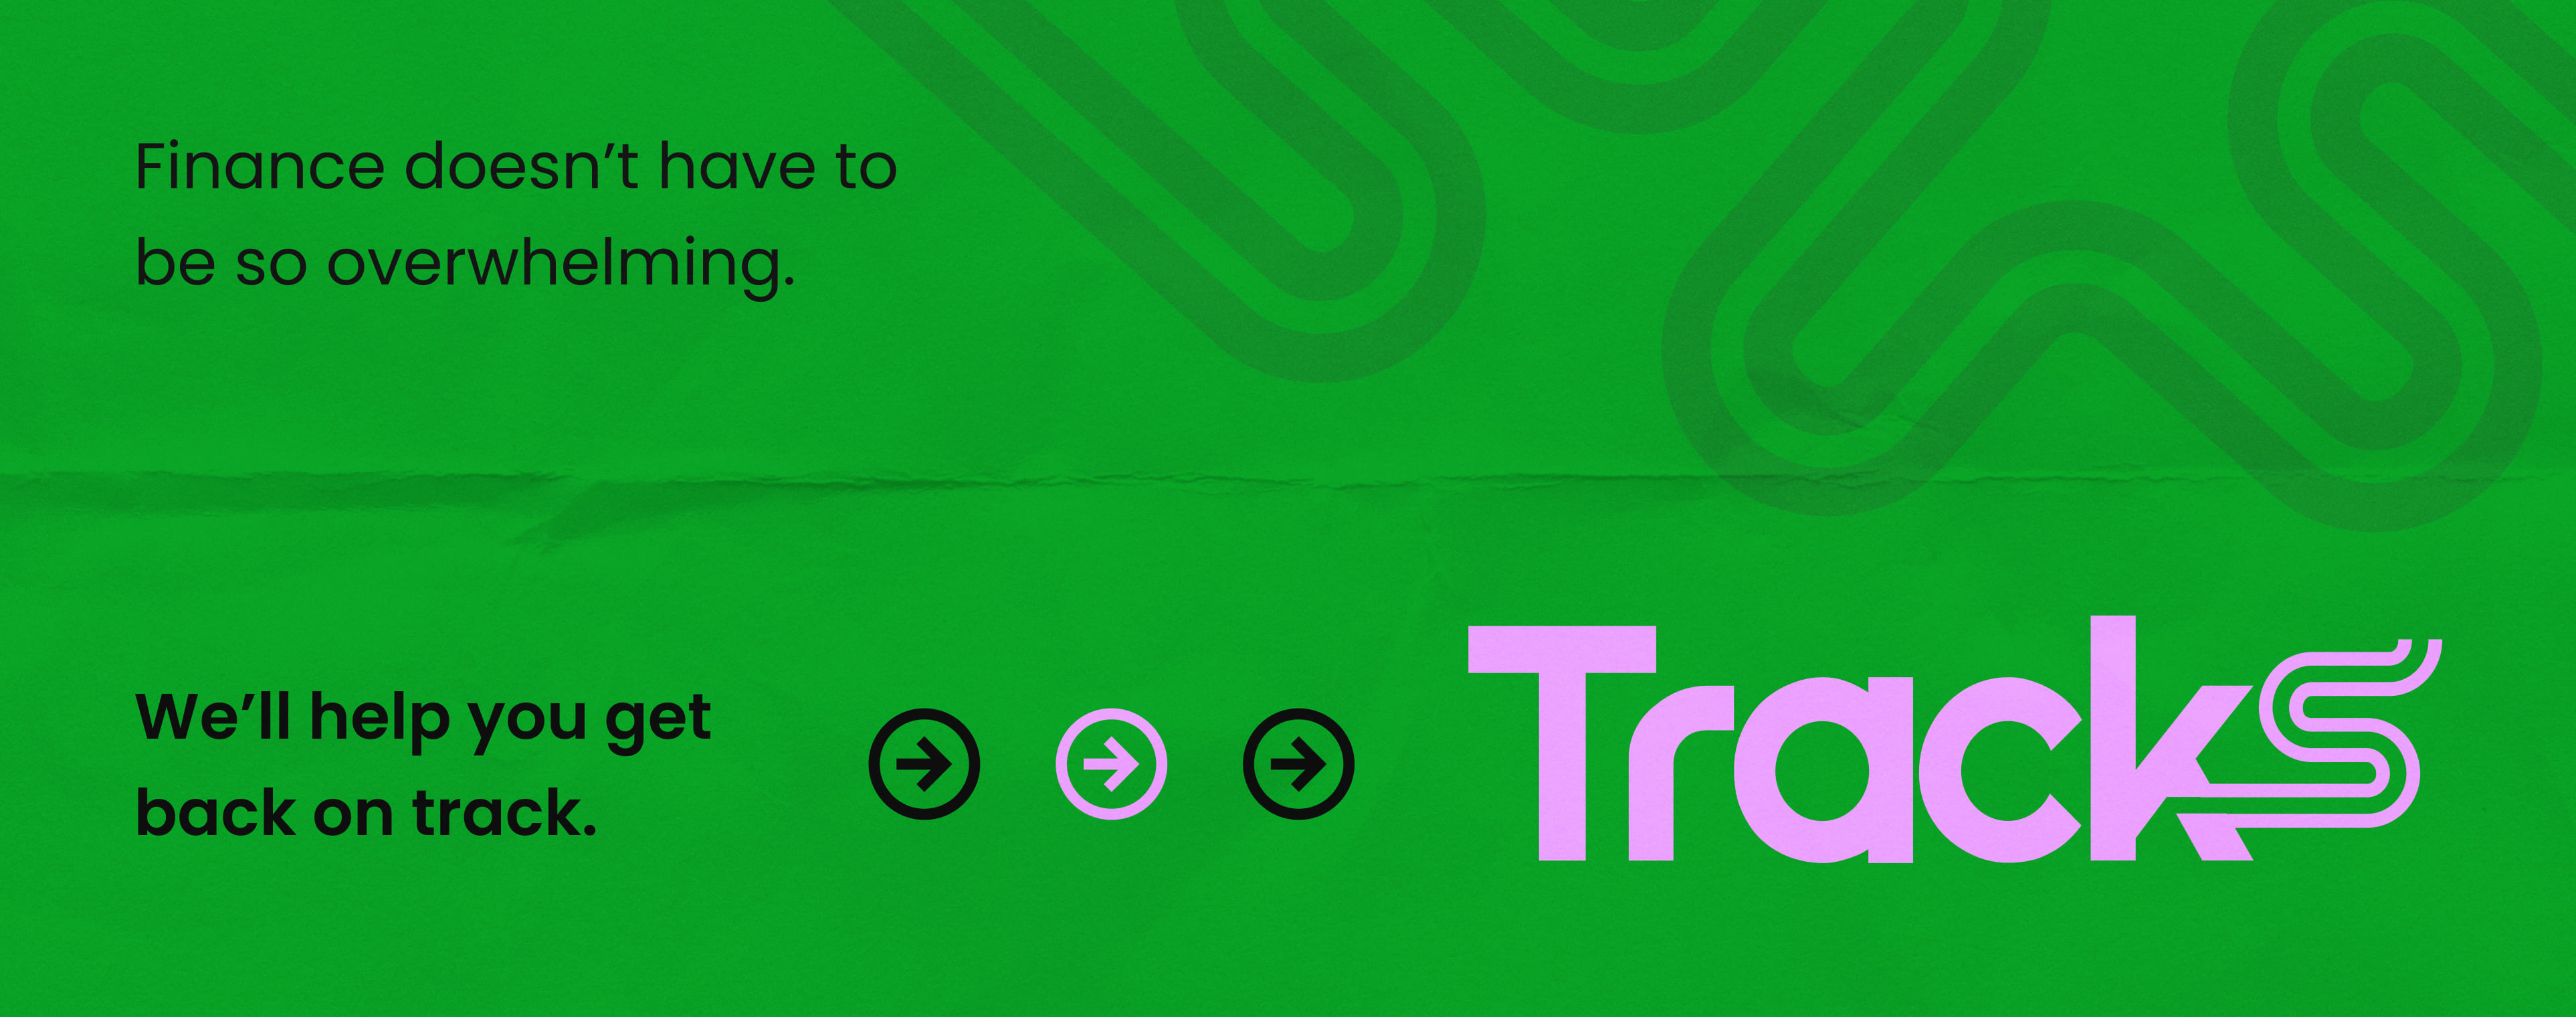 Finance doesn’t have to
be so overwhelming.
We’ll help you get
back on track.
Tracks